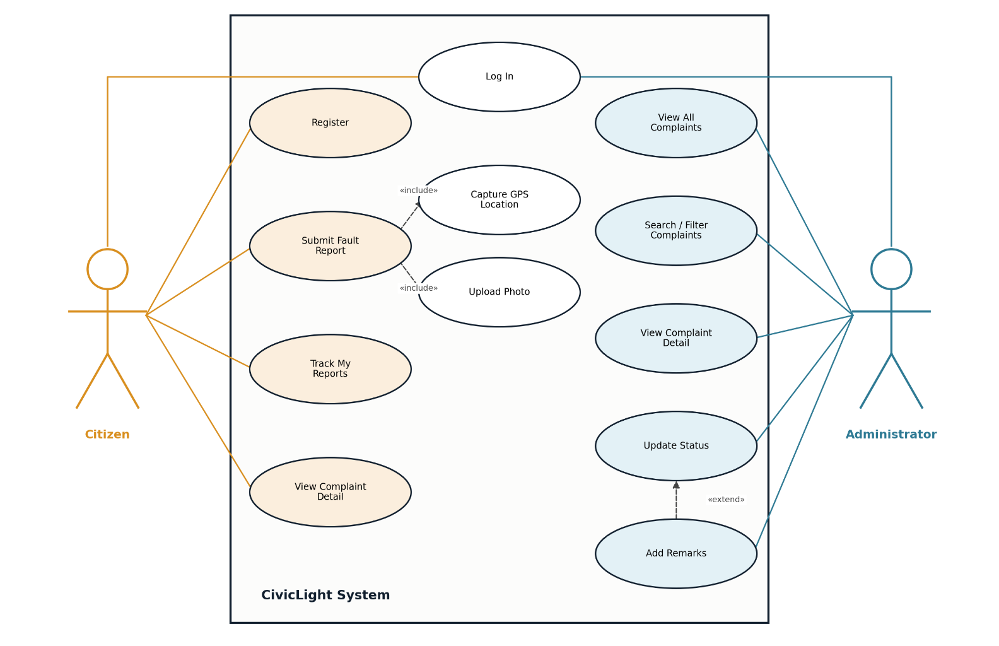 Log In
Register
View All
Complaints
«include»
Capture GPS
Location
Search / Filter
Complaints
Submit Fault
Report
«include»
Upload Photo
View Complaint
Detail
Track My
Reports
Citizen
Administrator
Update Status
View Complaint
Detail
«extend»
Add Remarks
CivicLight System